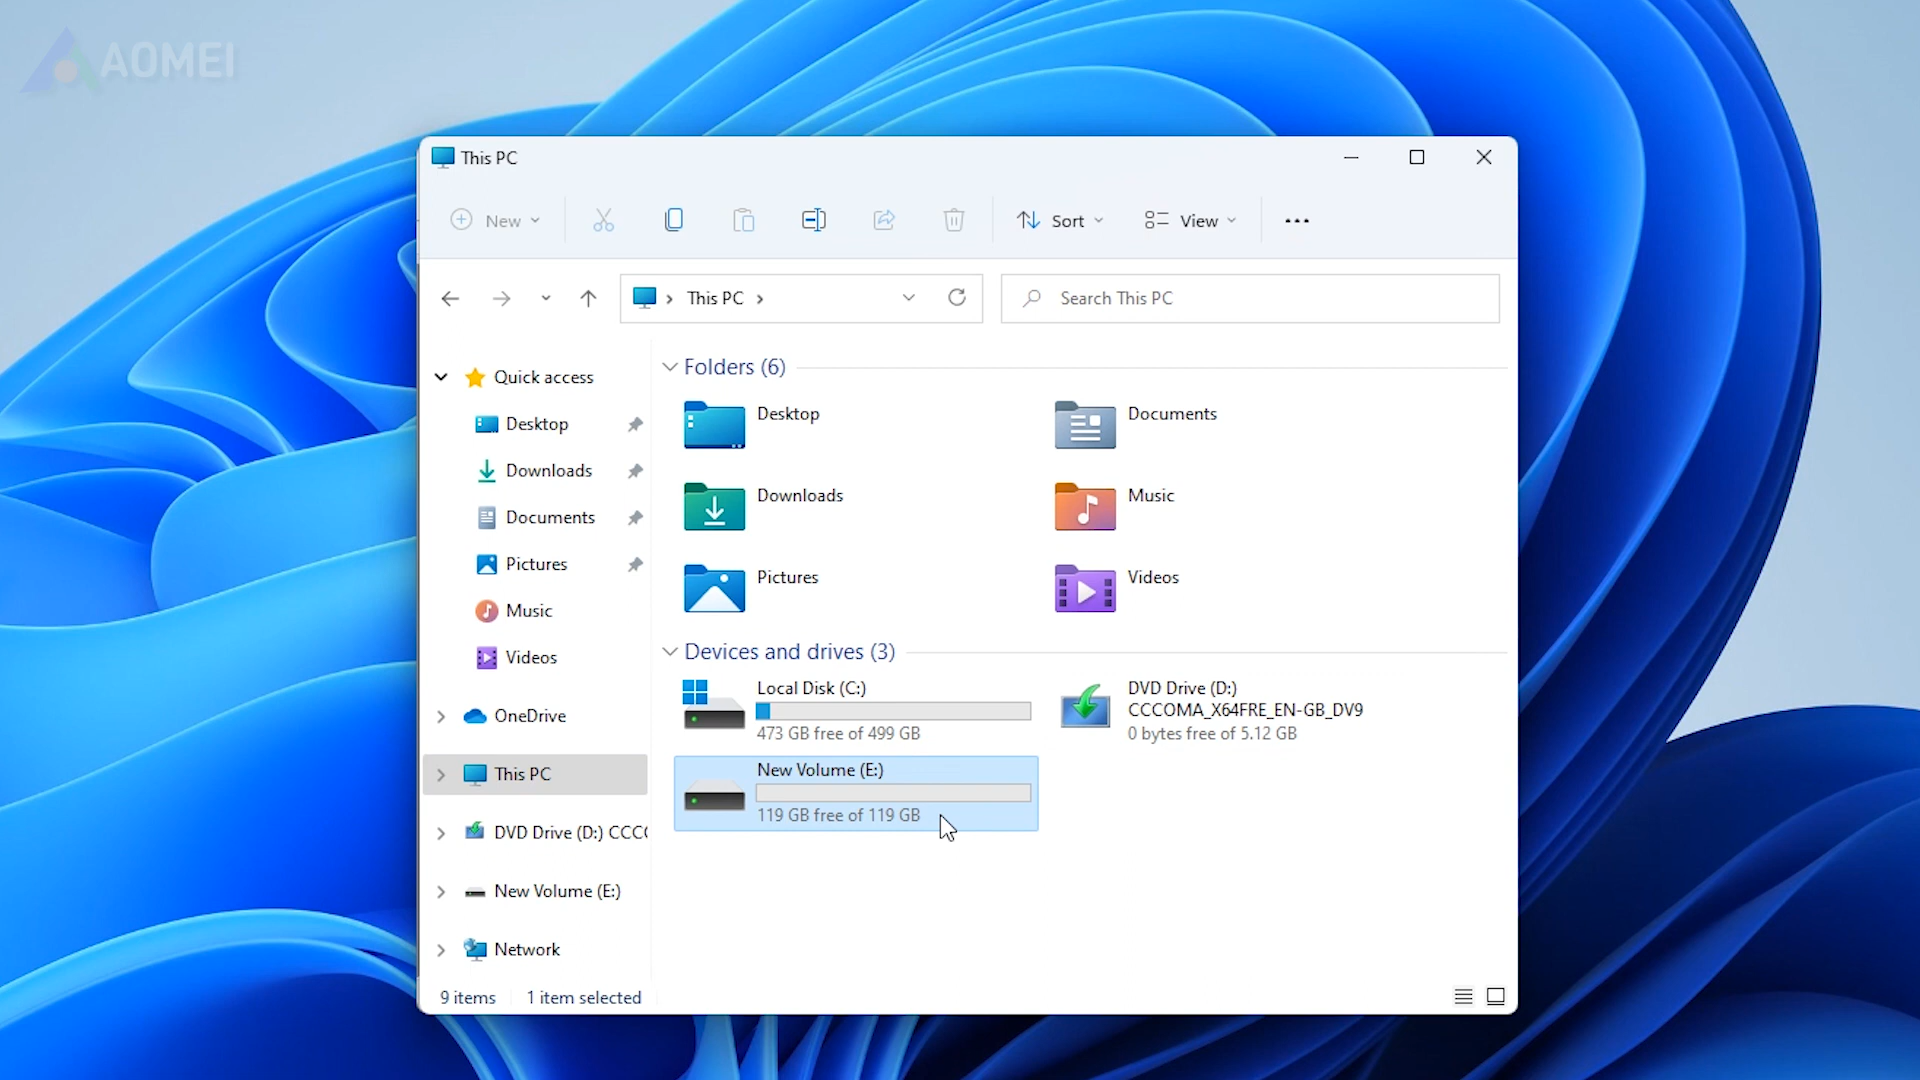 AOMEI
This PC
New
Sort
View
This PC
Search This PC
Quick access
Desktop
Downloads
Documents
Pictures
Music
Videos
OneDrive
This PC
DVD Drive (D:) CCC
New Volume (E:)
Network
Folders (6)
Desktop
Documents
Downloads
Music
Pictures
Videos
Devices and drives (3)
Local Disk (C:)
473 GB free of 499 GB
DVD Drive (D:)
CCCOMA_X64FRE_EN-GB_DV9
0 bytes free of 5.12 GB
New Volume (E:)
119 GB free of 119 GB
9 items
1 item selected